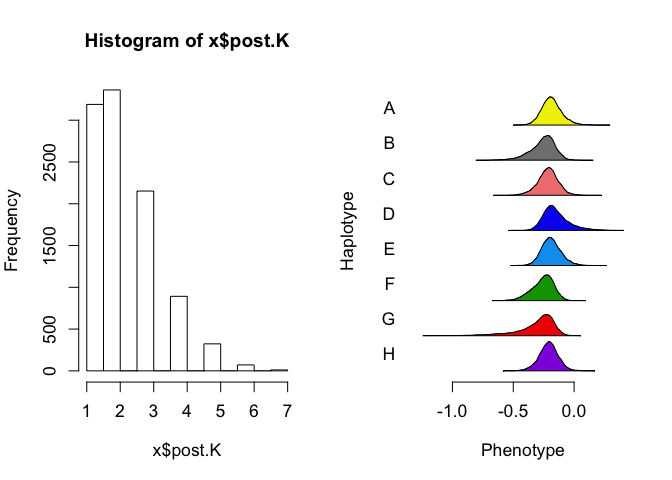 Histogram of x$post.K
Frequency
0
500
1500
2500
1 2 3 4 5 6 7
x$post.K
Haplotype
A
B
C
D
E
F
G
H
-1.0 -0.5 0.0
Phenotype